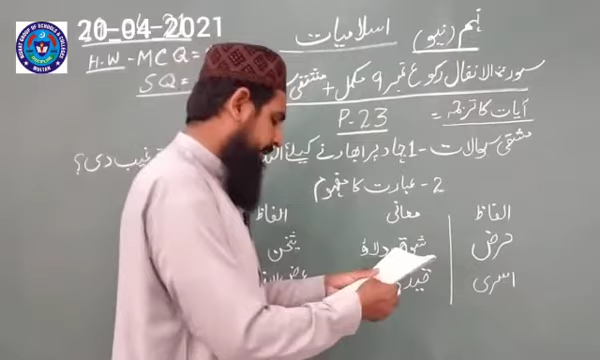 20-04-2021
نہم (نیو) اسلامیات
H.W-MCQ=
سورۃ الانفال رکوع نمبر 9 مکمل +
SQ=
آیات کا ترجمہ =
P-23
مشقی سوالات -1 جہاد پر ابھارنے کیلئے دی؟
2- عبارت کا مفہوم
الفاظ معانی الفاظ
حرض شوق دلاؤ یثخن
اسری